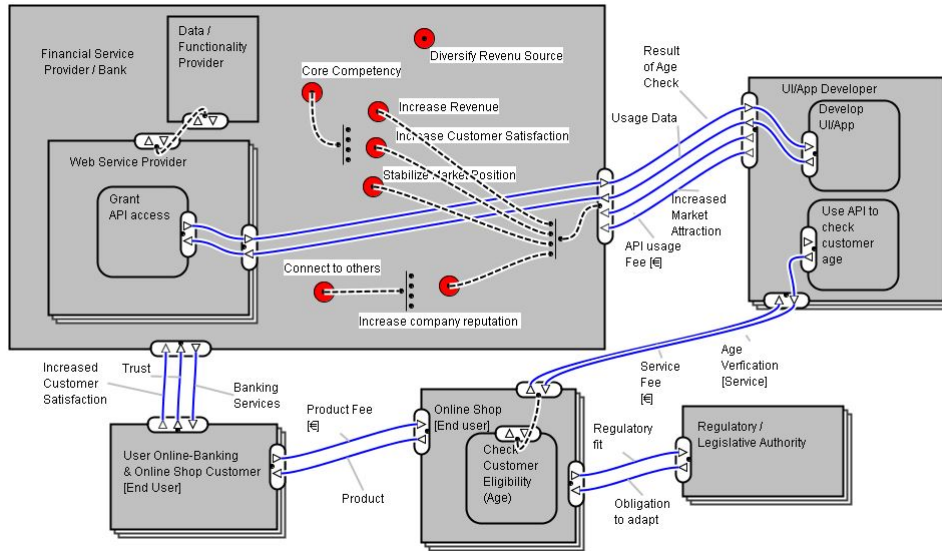 Financial Service
Provider / Bank
Data /
Functionality
Provider
Diversify Revenu Source
Core Competency
Increase Revenue
Increase Customer Satisfaction
Stabilize Market Position
Web Service Provider
Grant
API access
Connect to others
Increase company reputation
Result
of Age
Check
Usage Data
Increased
Market
Attraction
API usage
Fee [€]
UI/App Developer
Develop
UI/App
Use API to
check
customer
age
Increased
Customer
Satisfaction
Trust
Banking
Services
Service
Fee
[€]
Age
Verfication
[Service]
User Online-Banking
& Online Shop Customer
[End User]
Product Fee
[€]
Product
Online Shop
[End user]
Check
Customer
Eligibility
(Age)
Regulatory
fit
Obligation
to adapt
Regulatory /
Legislative Authority